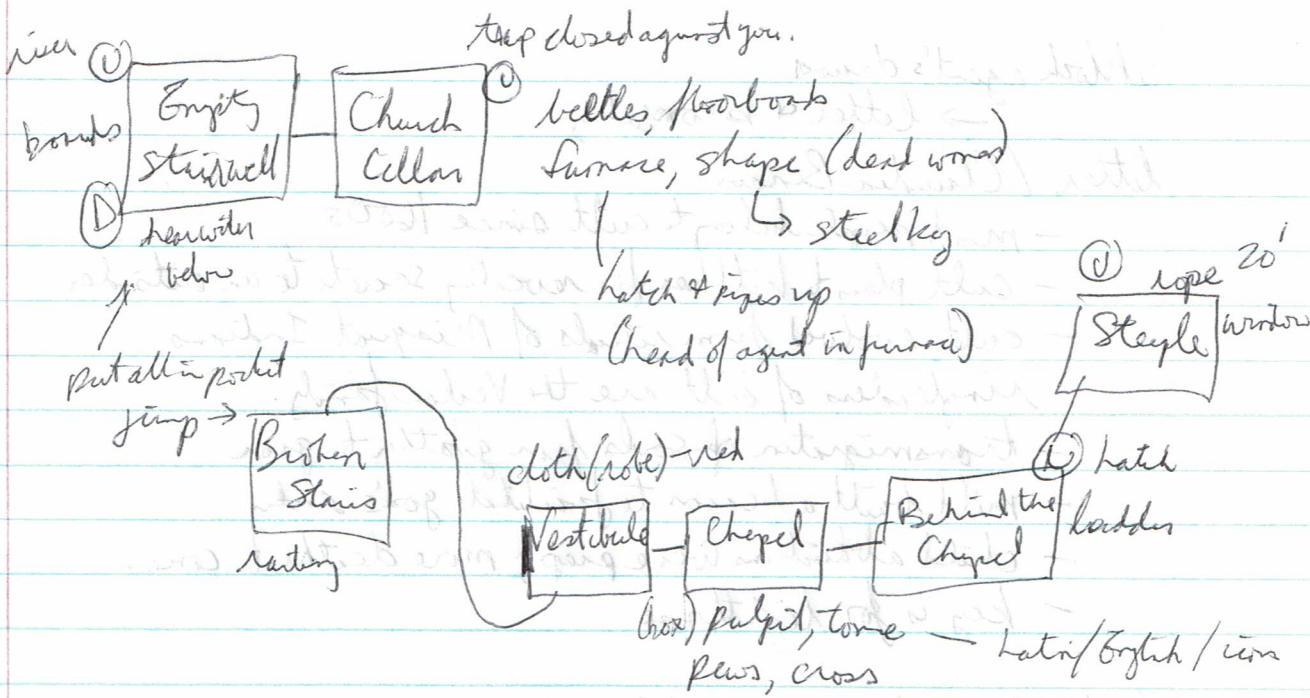 trap closed against you.
river
U
U
boards
Empty
Stairwell
Church
Cellar
beetles, floorboards
furnace, shape (dead woman)
D
hear water
below
steel key
hatch & pipes up
(head of agent in furnace)
put all in pocket
jump →
U
rope 20'
Steeple
window
Broken
Stairs
cloth (robe) - red
hatch
ladder
Vestibule
Chapel
Behind the
Chapel
(box) pulpit, tome — Latin/English/
pews, cross